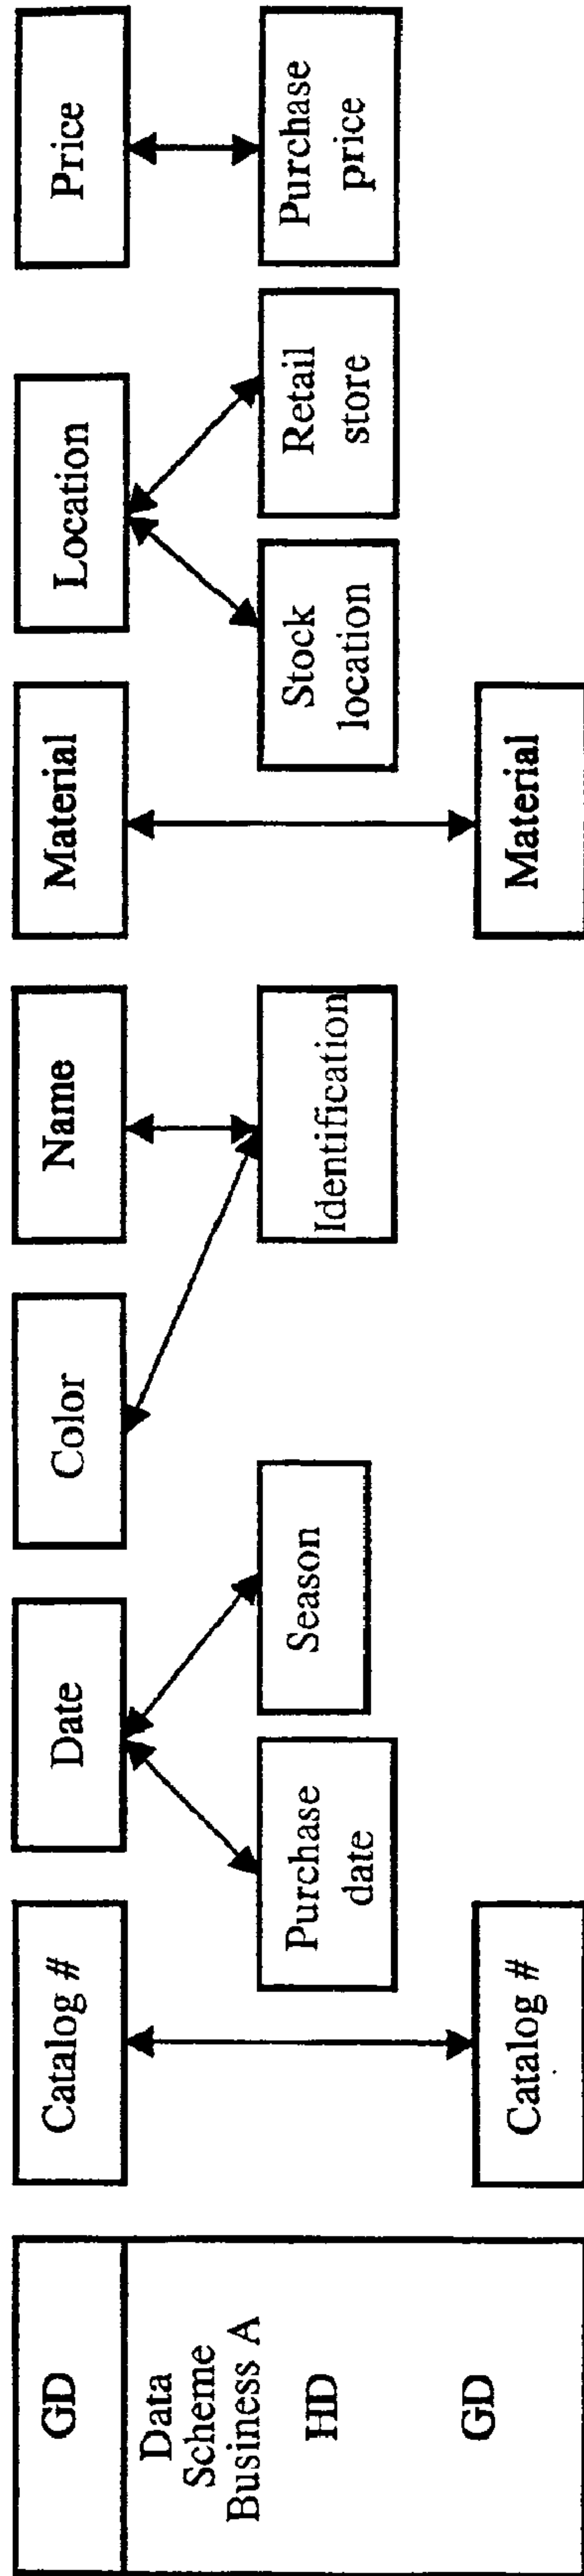 GD
Catalog #
Date
Color
Name
Material
Location
Price
Data
Scheme
Business A
HD
Purchase
date
Season
Identification
Stock
location
Retail
store
Purchase
price
GD
Catalog #
Material